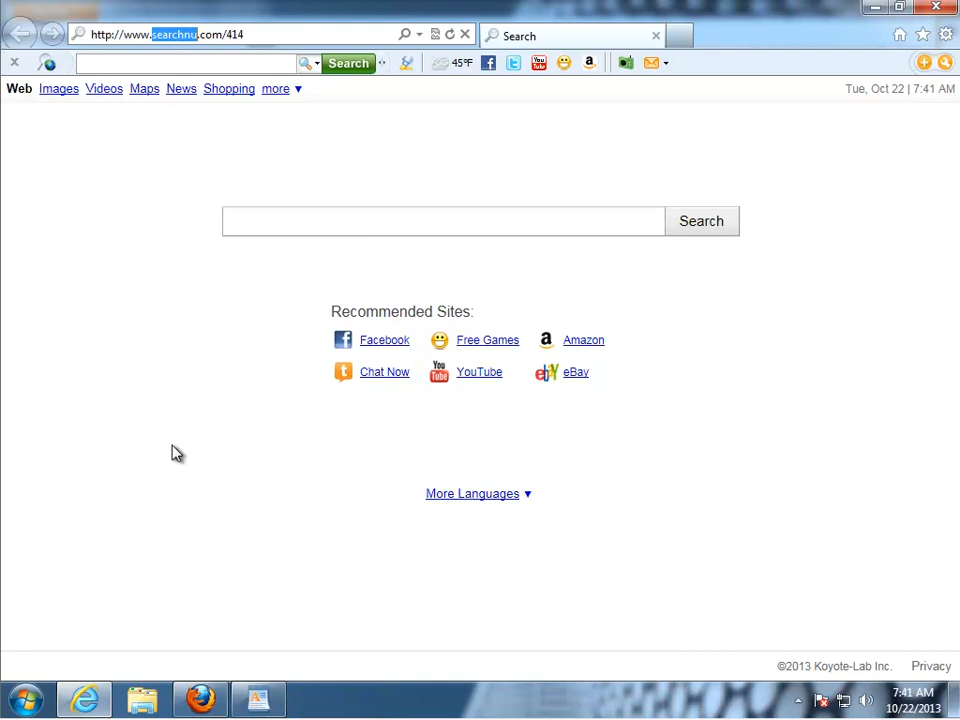 http://www.searchnu.com/414
Search
Search
45°F
Web Images Videos Maps News Shopping more ▼
Tue, Oct 22 | 7:41 AM
Search
Recommended Sites:
Facebook Free Games Amazon
Chat Now YouTube eBay
More Languages ▼
©2013 Koyote-Lab Inc. Privacy
7:41 AM
10/22/2013